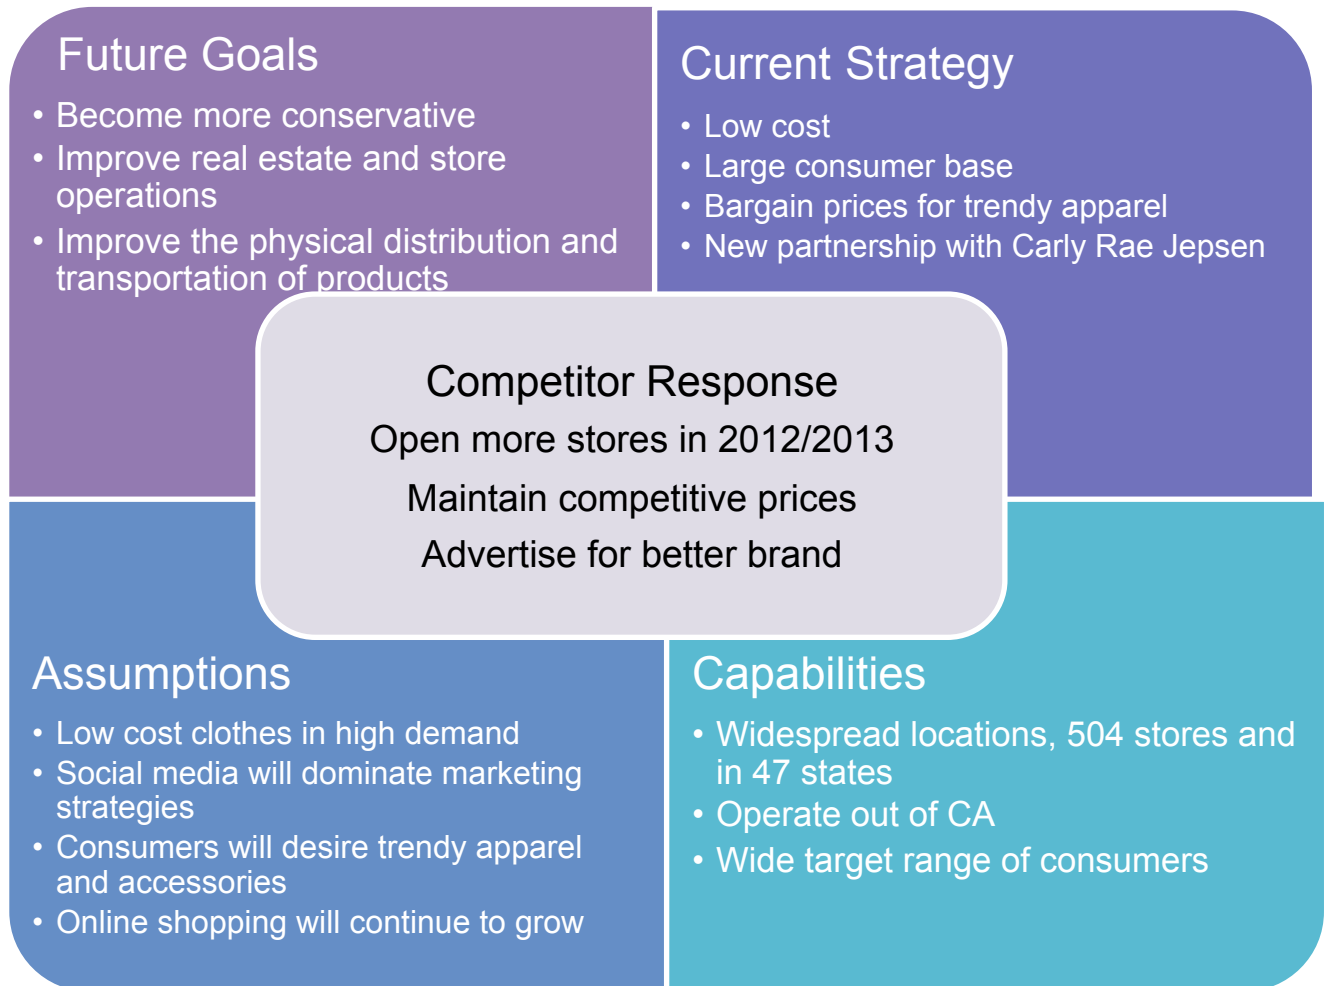 Future Goals
• Become more conservative
• Improve real estate and store
operations
• Improve the physical distribution and
transportation of products
Current Strategy
• Low cost
• Large consumer base
• Bargain prices for trendy apparel
• New partnership with Carly Rae Jepsen
Competitor Response
Open more stores in 2012/2013
Maintain competitive prices
Advertise for better brand
Assumptions
• Low cost clothes in high demand
• Social media will dominate marketing
strategies
• Consumers will desire trendy apparel
and accessories
• Online shopping will continue to grow
Capabilities
• Widespread locations, 504 stores and
in 47 states
• Operate out of CA
• Wide target range of consumers